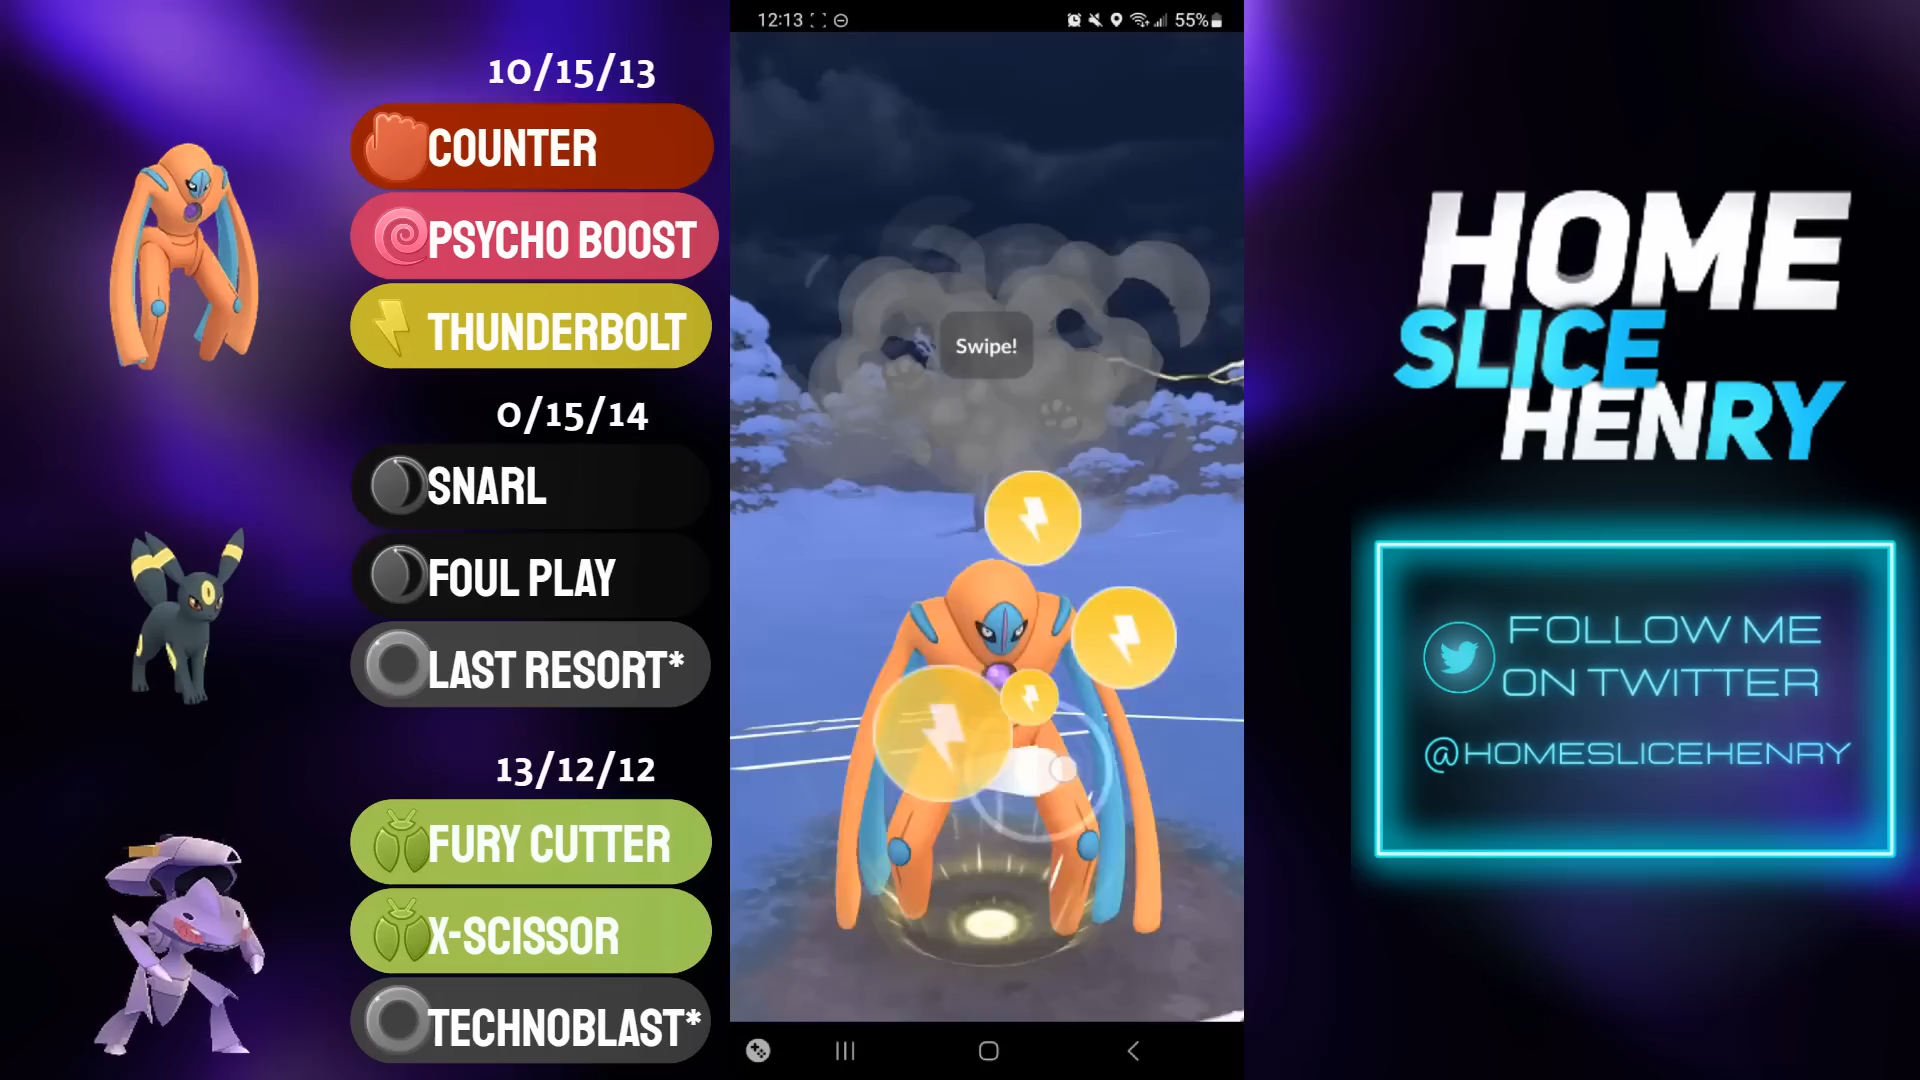 10/15/13
COUNTER
PSYCHO BOOST
THUNDERBOLT
0/15/14
SNARL
FOUL PLAY
LAST RESORT*
13/12/12
FURY CUTTER
X-SCISSOR
TECHNOBLAST*
12:13
55%
Swipe!
HOME
SLICE
HENRY
FOLLOW ME
ON TWITTER
@HOMESLICEHENRY